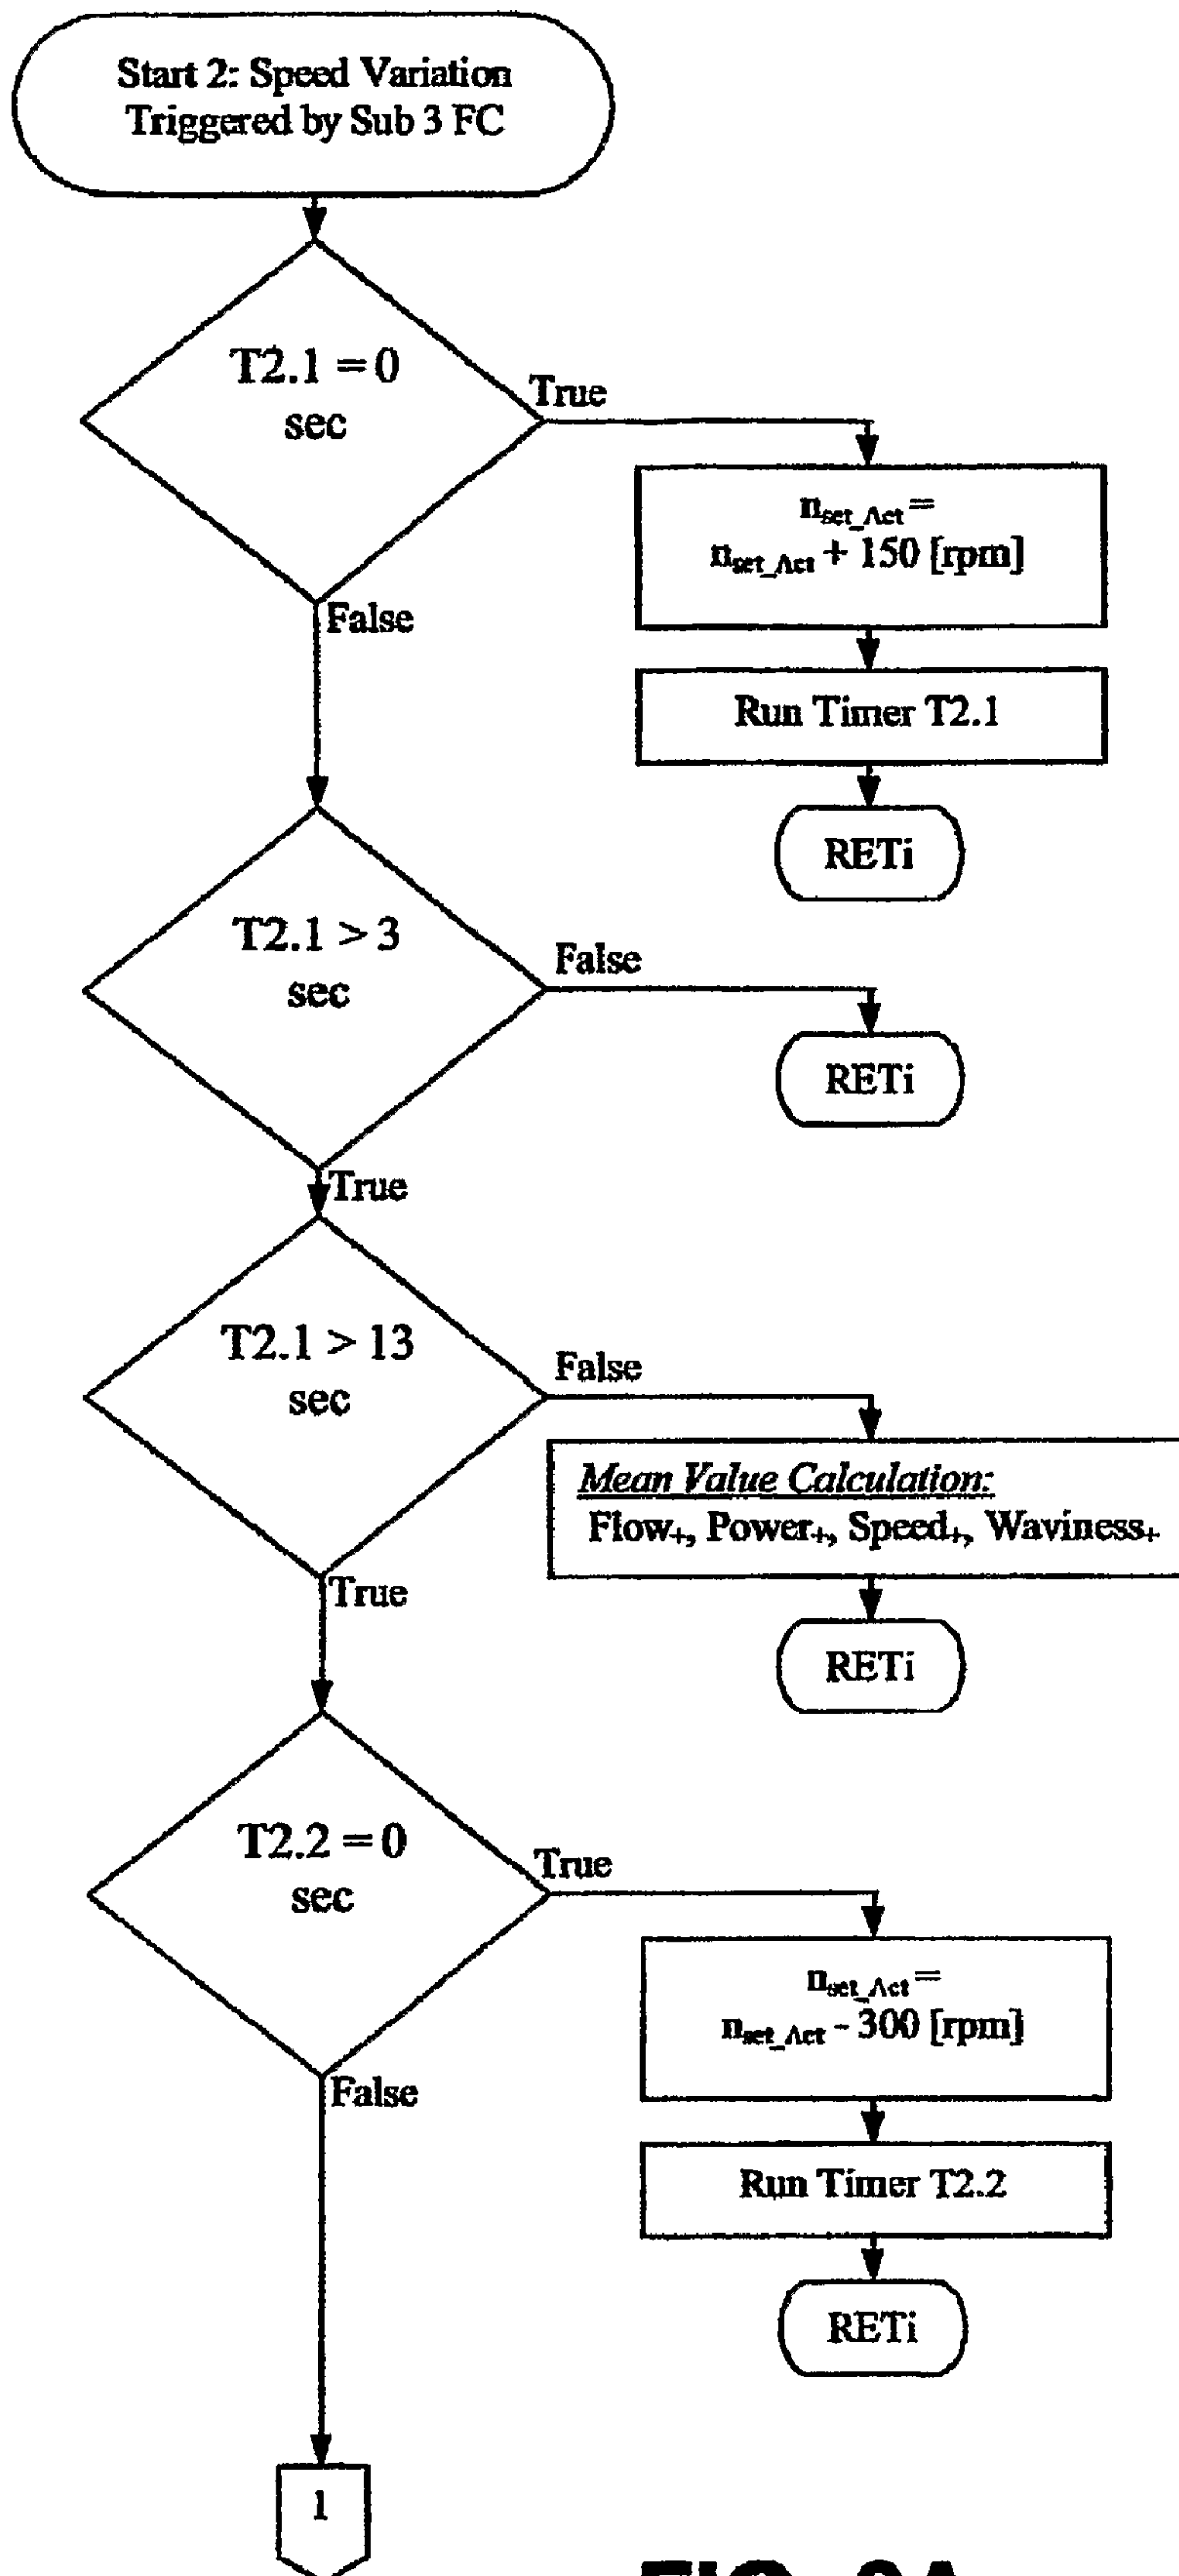 Start 2: Speed Variation
Triggered by Sub 3 FC
T2.1 = 0
sec
True
n_set_Act =
n_set_Act + 150 [rpm]
False
Run Timer T2.1
RETi
T2.1 > 3
sec
False
RETi
True
T2.1 > 13
sec
False
Mean Value Calculation:
Flow+, Power+, Speed+, Waviness+
True
RETi
T2.2 = 0
sec
True
n_set_Act =
n_set_Act - 300 [rpm]
False
Run Timer T2.2
RETi
1